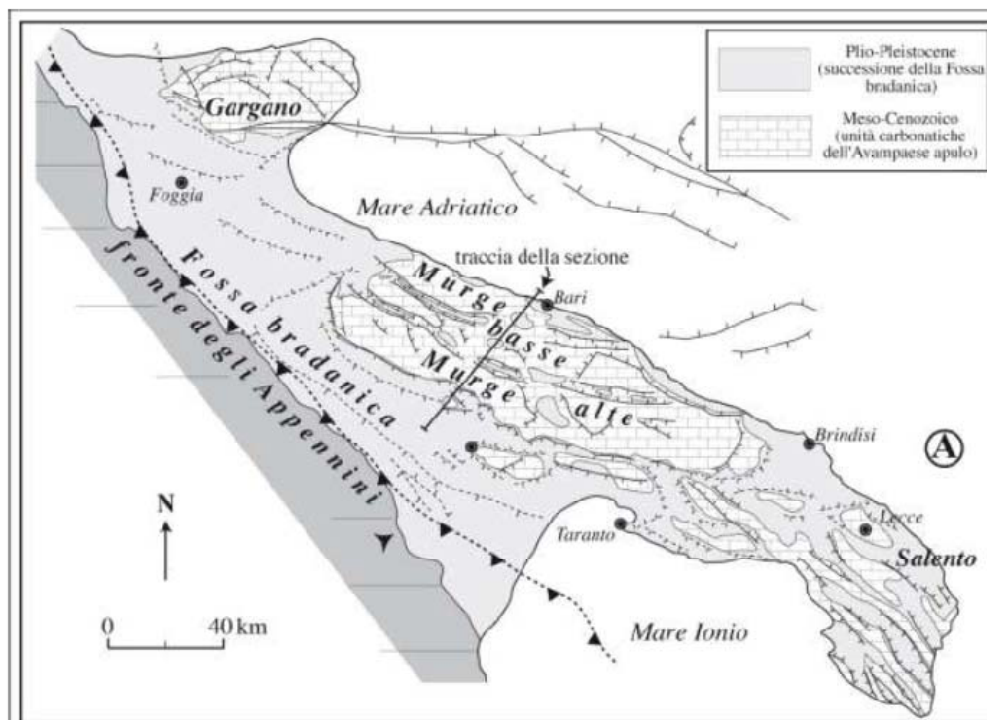 Plio-Pleistocene
(successione della Fossa
bradanica)
Meso-Cenozoico
(unità carbonatiche
dell'Avampaese apulo)
Gargano
Foggia
Mare Adriatico
traccia della sezione
Bari
Murge
basse
Murge
alte
Fossa bradanica
fronte degli Appennini
Brindisi
A
N
Taranto
Lecce
Salento
0 40 km
Mare Ionio